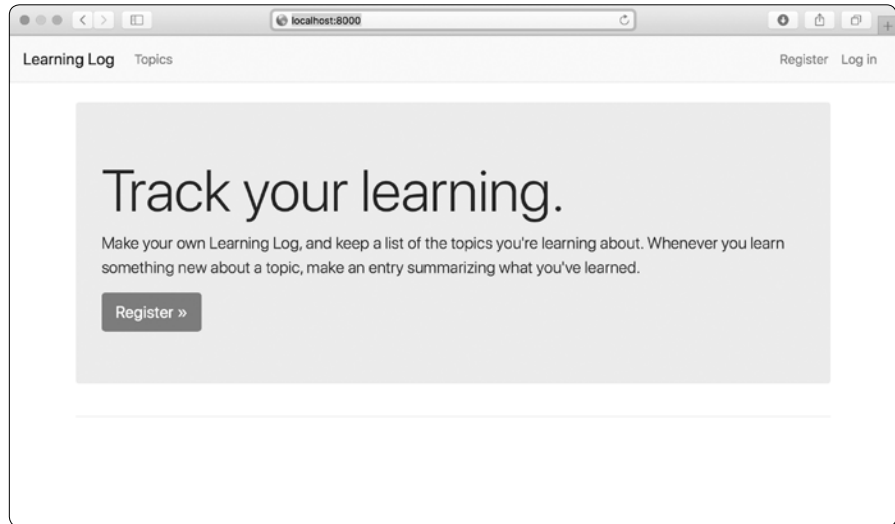 localhost:8000
Learning Log Topics Register Log in
Track your learning.
Make your own Learning Log, and keep a list of the topics you're learning about. Whenever you learn
something new about a topic, make an entry summarizing what you've learned.
Register »